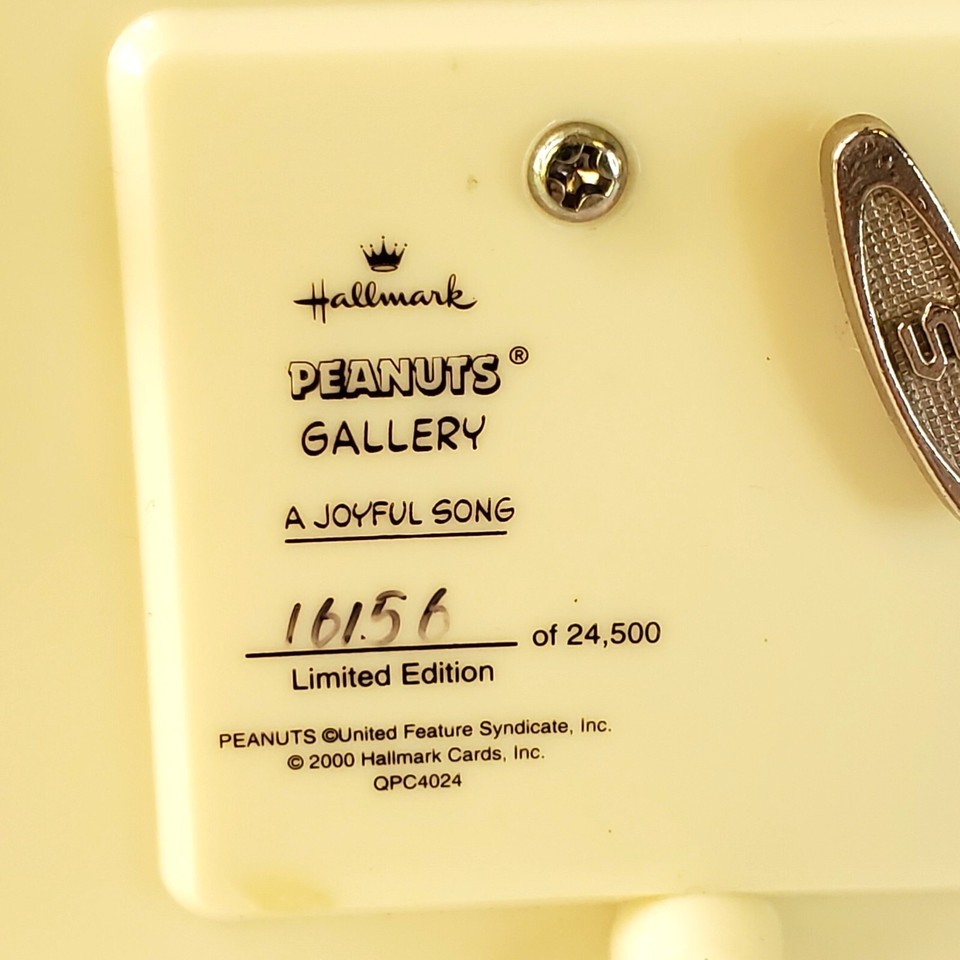 Hallmark
PEANUTS ®
GALLERY
A JOYFUL SONG
16156 of 24,500
Limited Edition
PEANUTS ©United Feature Syndicate, Inc.
© 2000 Hallmark Cards, Inc.
QPC4024
S